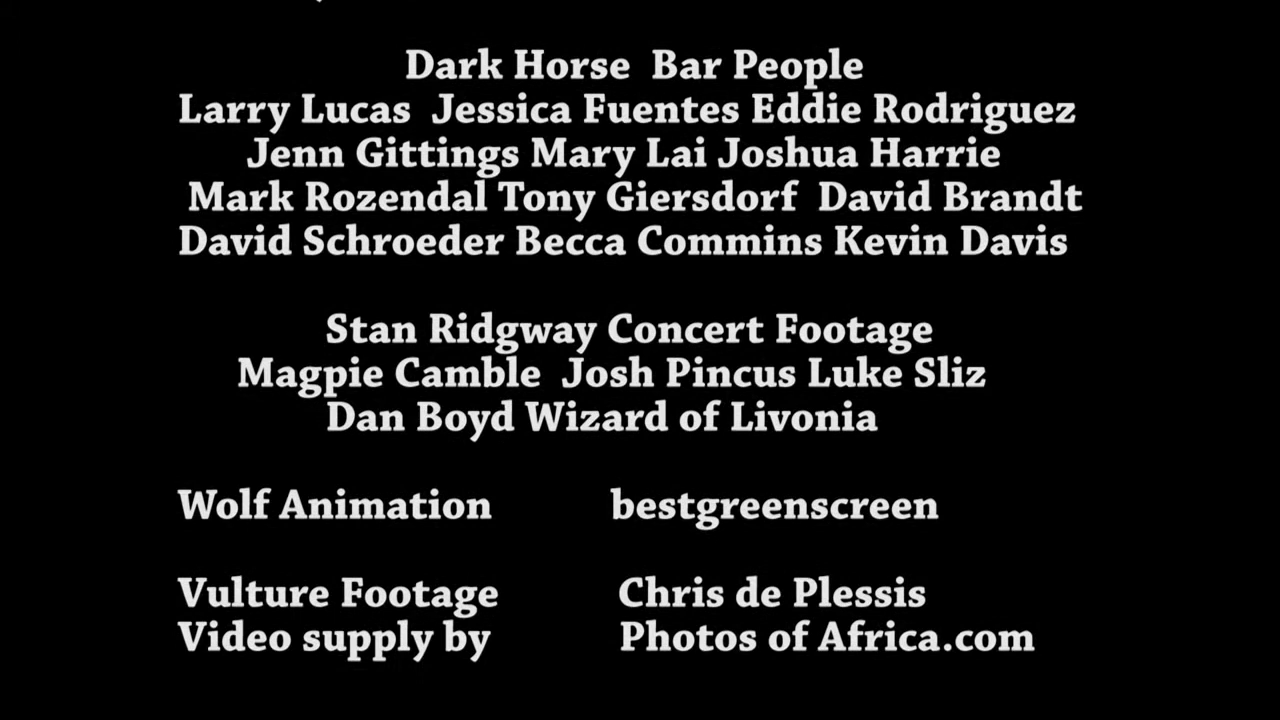 Dark Horse  Bar People
Larry Lucas  Jessica Fuentes Eddie Rodriguez
Jenn Gittings Mary Lai Joshua Harrie
Mark Rozendal Tony Giersdorf  David Brandt
David Schroeder Becca Commins Kevin Davis
Stan Ridgway Concert Footage
Magpie Camble  Josh Pincus Luke Sliz
Dan Boyd Wizard of Livonia
Wolf Animation bestgreenscreen
Vulture Footage Chris de Plessis
Video supply by Photos of Africa.com